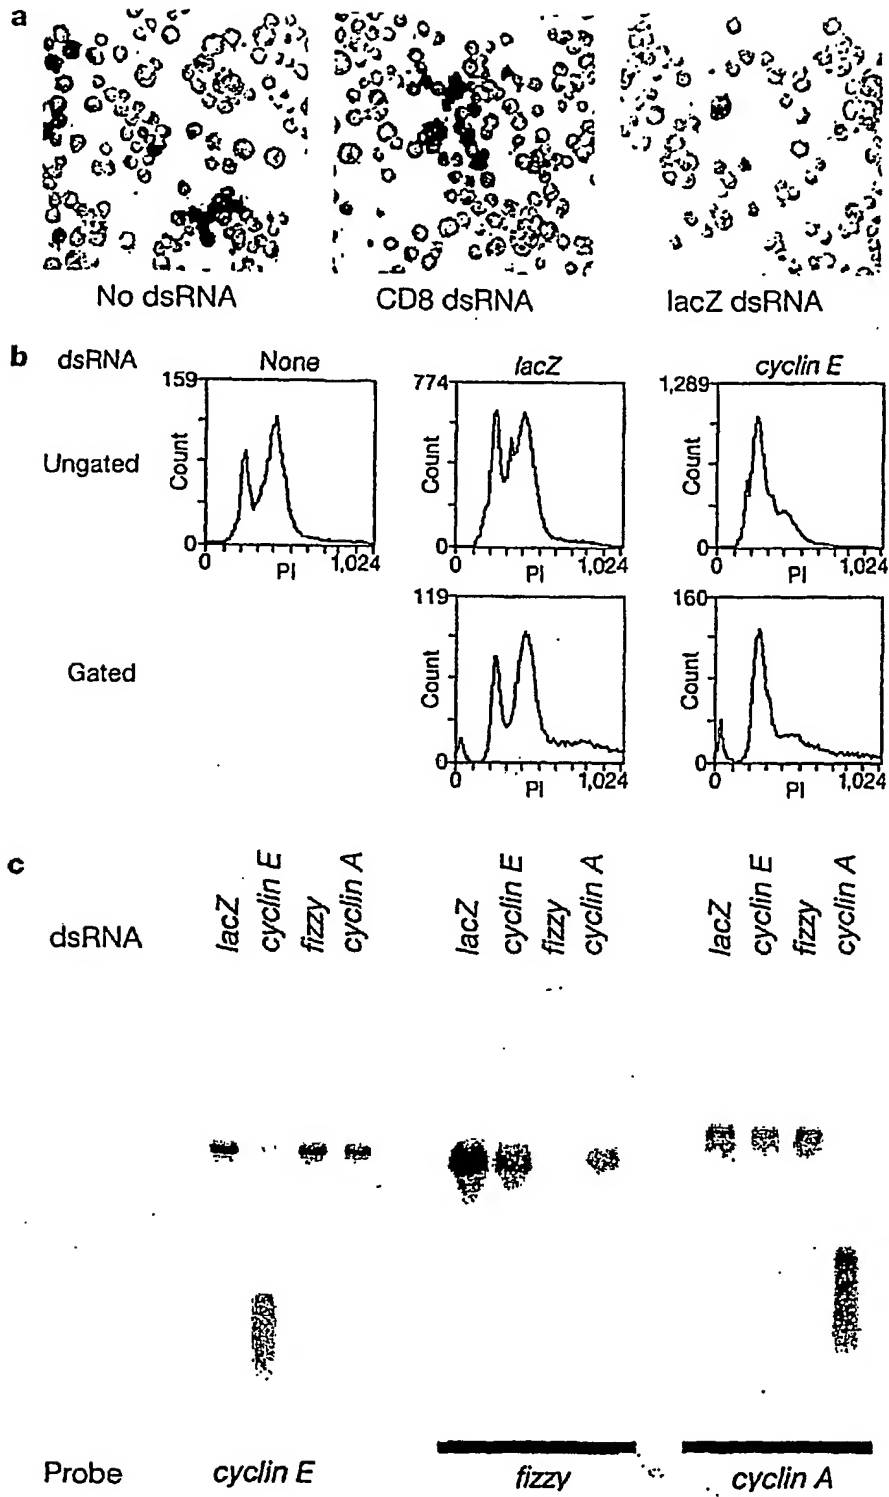 a
No dsRNA
CD8 dsRNA
lacZ dsRNA
b
dsRNA
None
lacZ
cyclin E
Ungated
159
Count
0
0
PI
1,024
774
Count
0
0
PI
1,024
1,289
Count
0
0
PI
1,024
Gated
119
Count
0
0
PI
1,024
160
Count
0
0
PI
1,024
c
dsRNA
lacZ
cyclin E
fizzy
cyclin A
lacZ
cyclin E
fizzy
cyclin A
lacZ
cyclin E
fizzy
cyclin A
Probe
cyclin E
fizzy
cyclin A